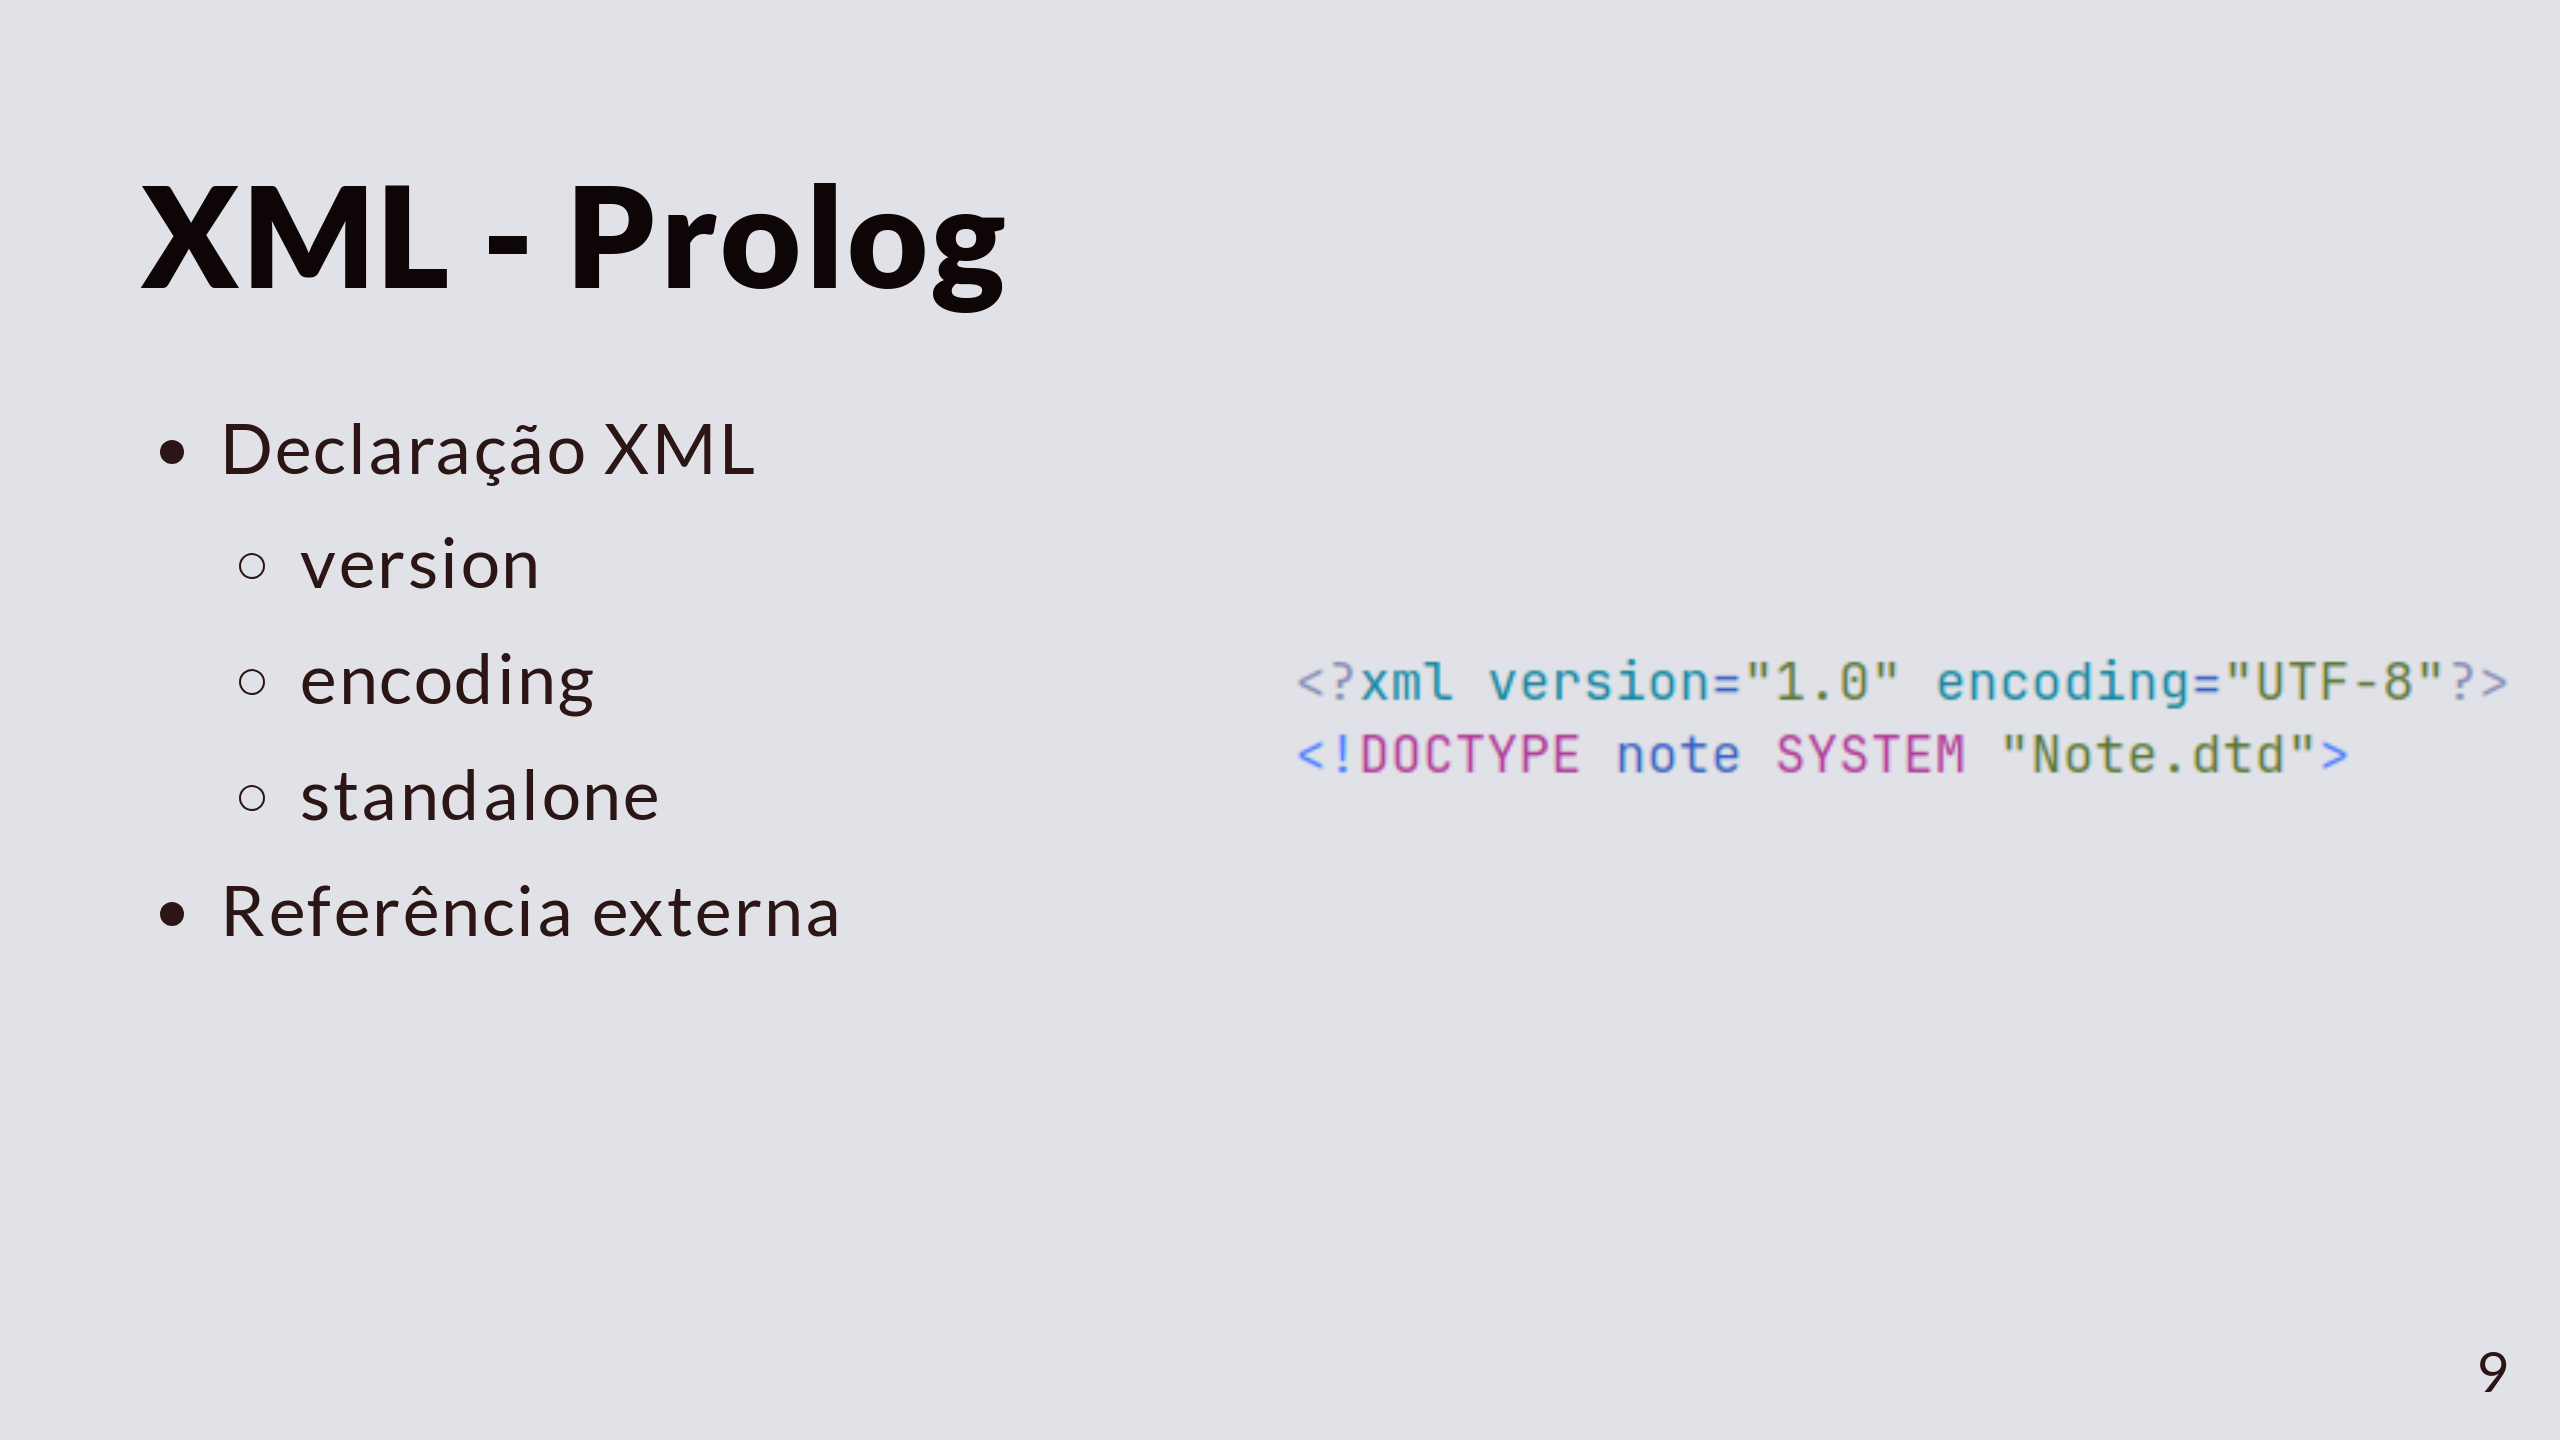 XML - Prolog
Declaração XML
version
encoding
standalone
Referência externa
<?xml version="1.0" encoding="UTF-8"?>
<!DOCTYPE note SYSTEM "Note.dtd">
9